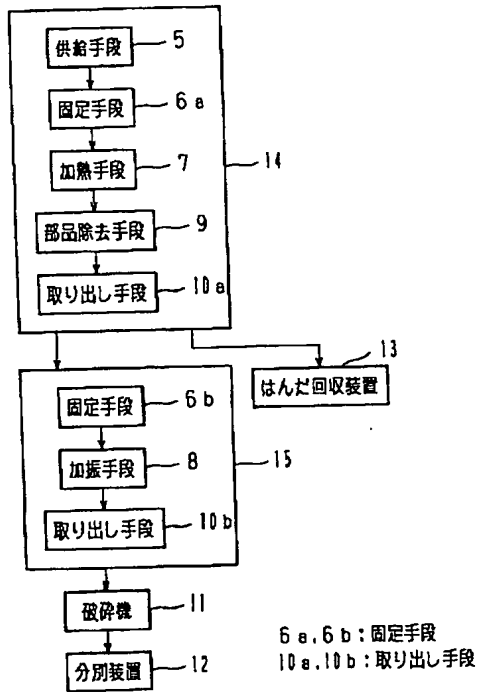 供給手段 5
固定手段 6a
加熱手段 7
14
部品除去手段 9
取り出し手段 10a
13
はんだ回収装置
固定手段 6b
加振手段 8
15
取り出し手段 10b
破砕機 11
分別装置 12
6a,6b:固定手段
10a,10b:取り出し手段